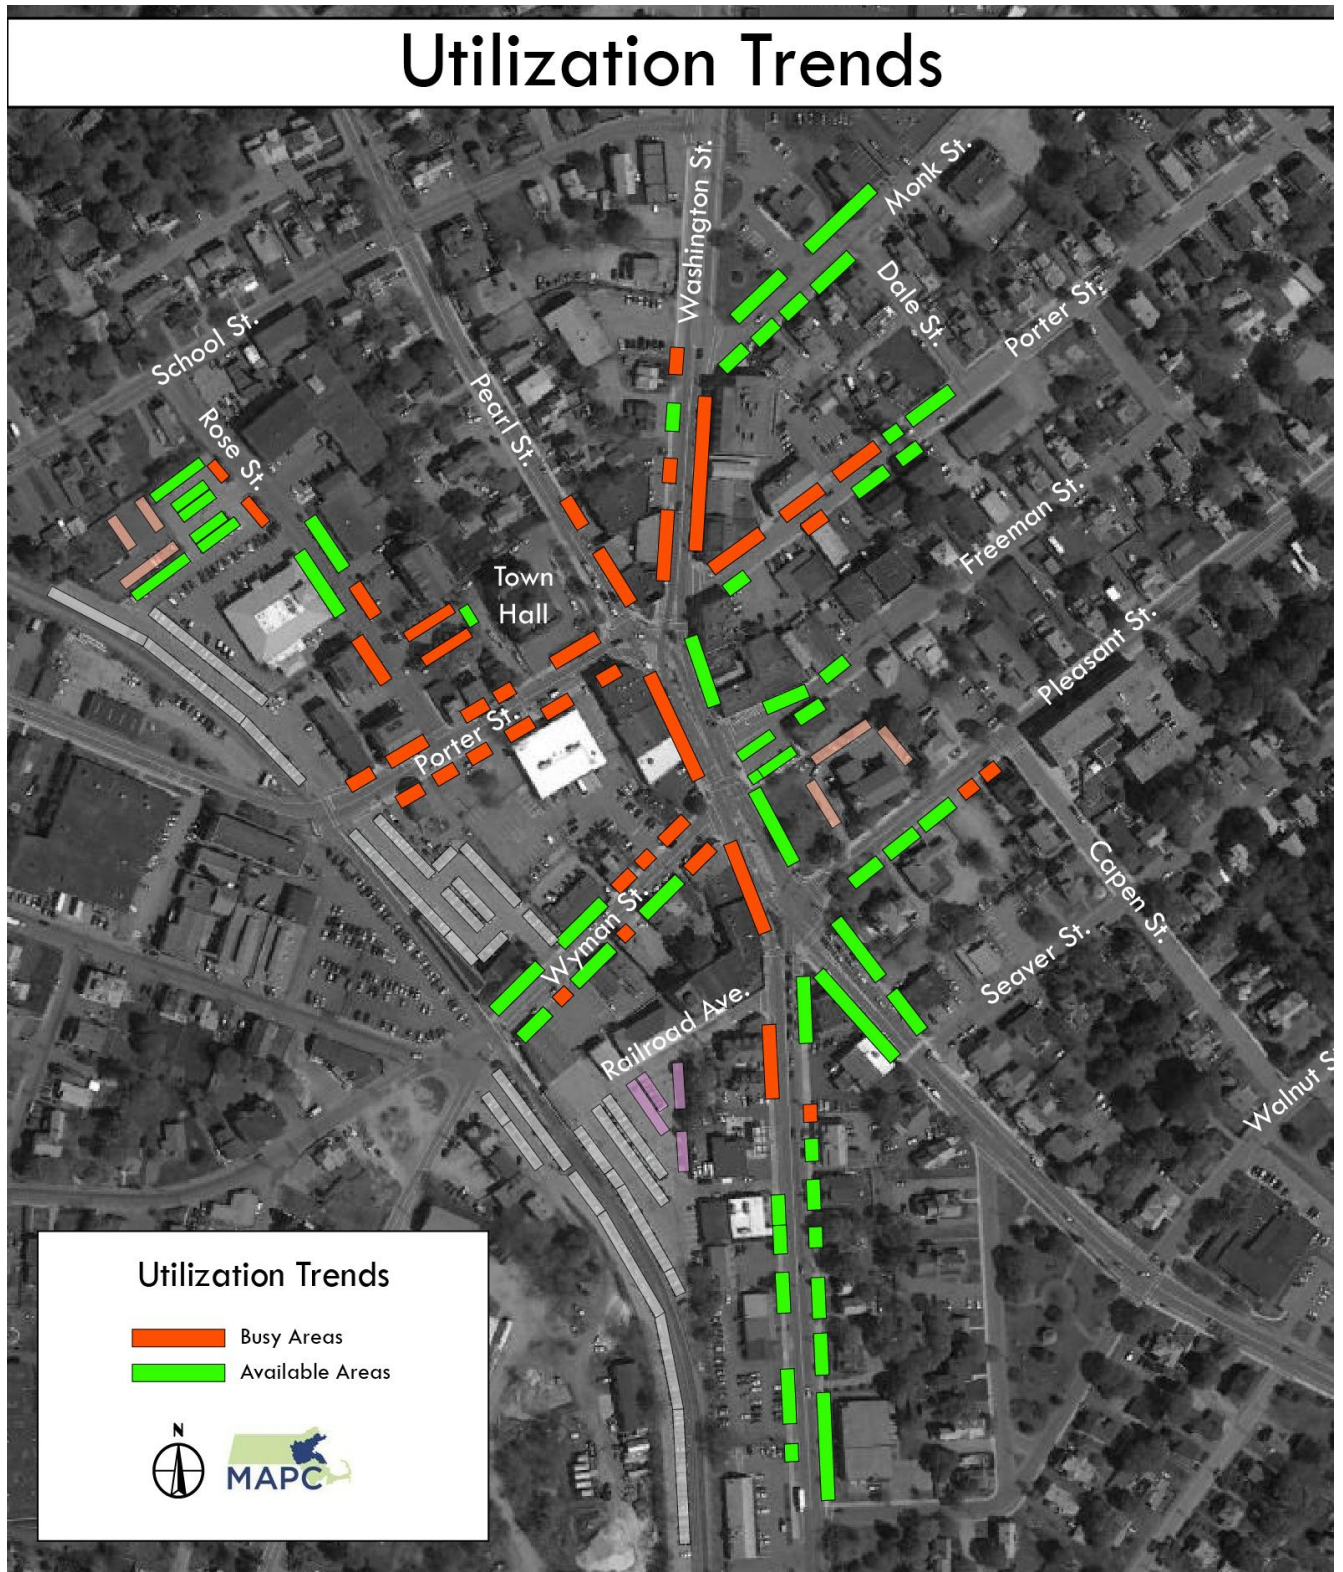 Utilization Trends
Washington St.
Monk St.
Dale St.
Porter St.
School St.
Pearl St.
Rose St.
Freeman St.
Town
Hall
Pleasant St.
Porter St.
Capen St.
Wyman St.
Seaver St.
Railroad Ave.
Walnut S
Utilization Trends
Busy Areas
Available Areas
N
MAPC